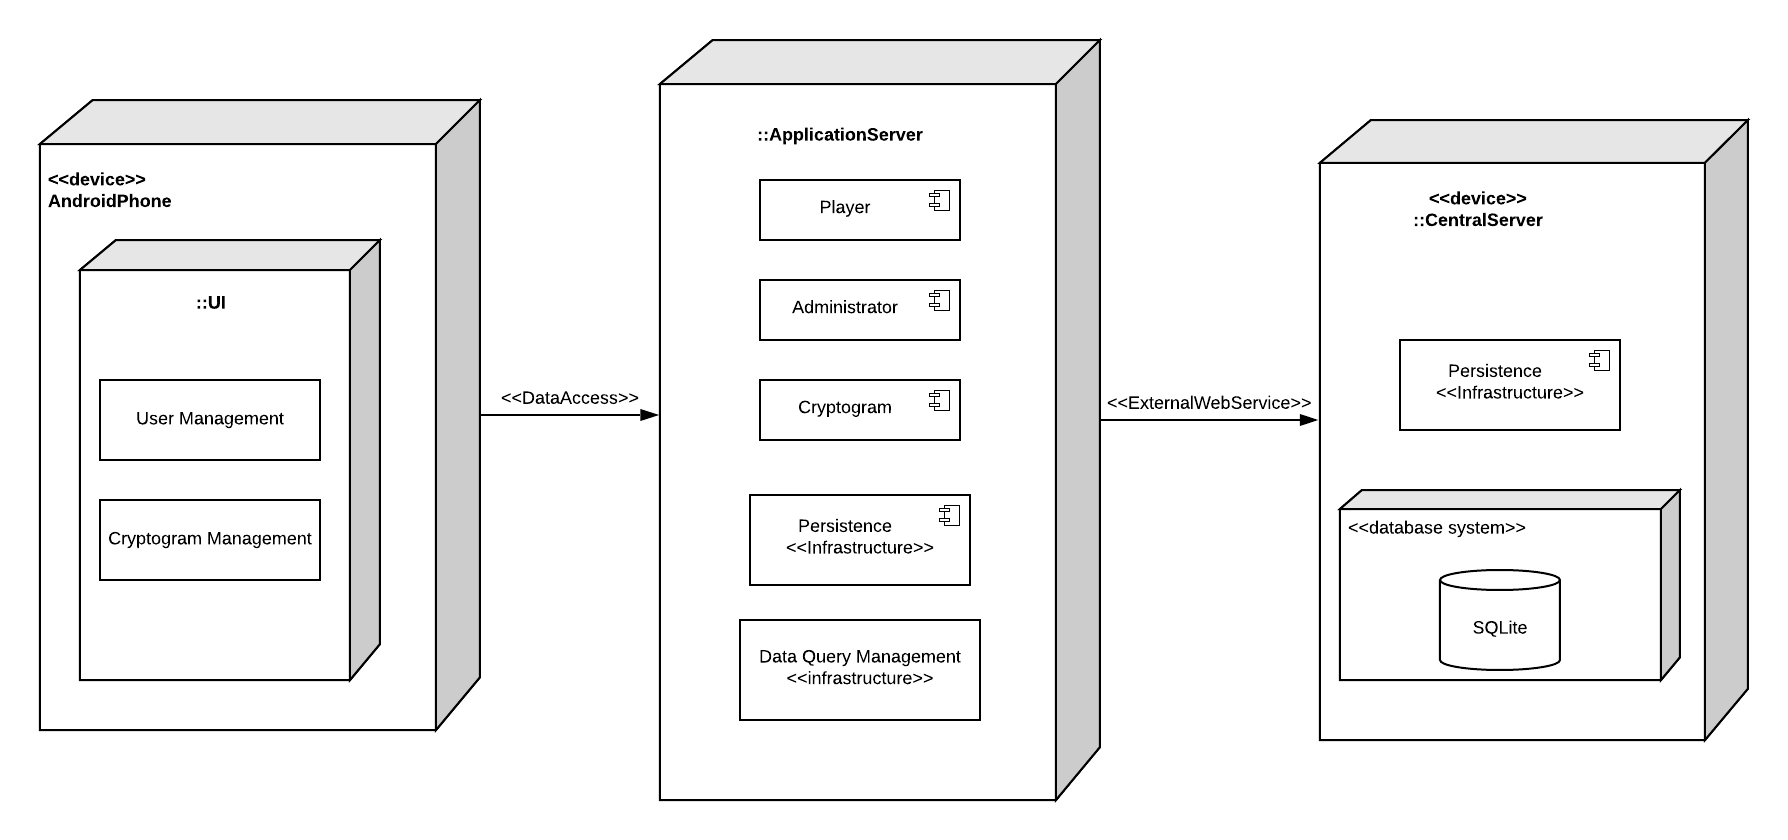 <<device>>
AndroidPhone
::UI
User Management
Cryptogram Management
<<DataAccess>>
::ApplicationServer
Player
Administrator
Cryptogram
Persistence
<<Infrastructure>>
Data Query Management
<<infrastructure>>
<<ExternalWebService>>
<<device>>
::CentralServer
Persistence
<<Infrastructure>>
<<database system>>
SQLite